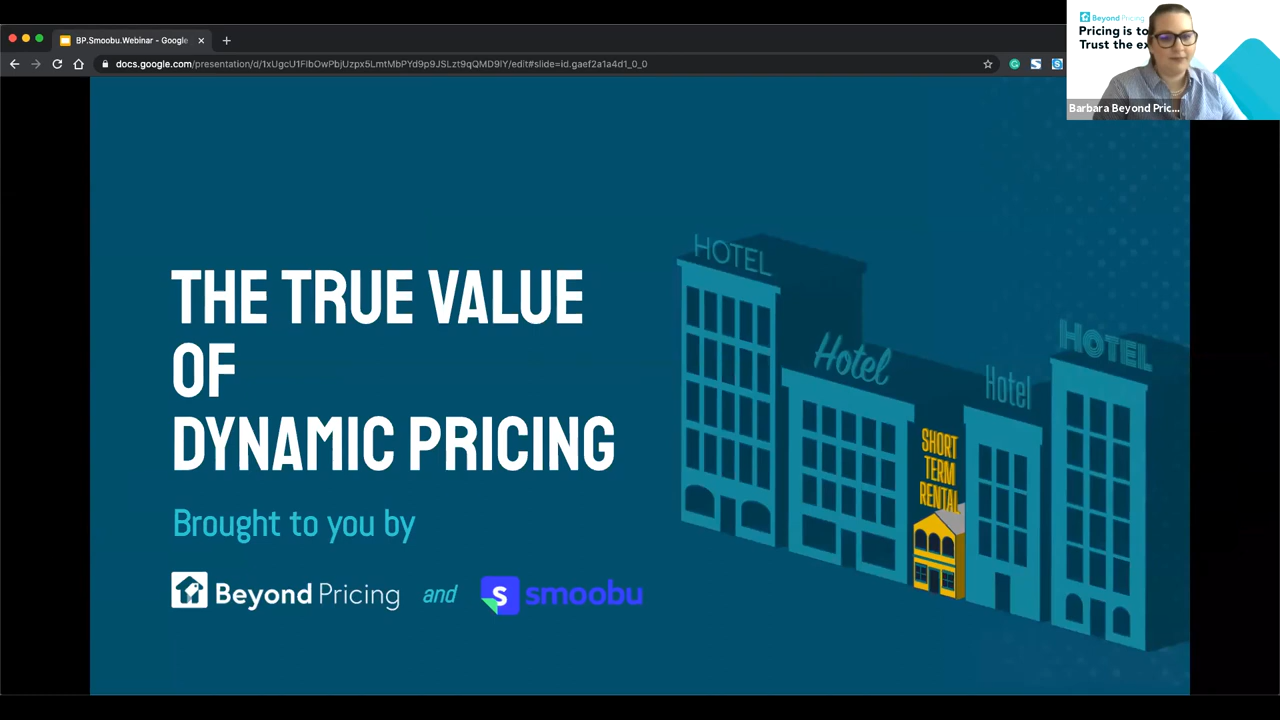 BP.Smoobu.Webinar - Google
docs.google.com/presentation/d/1xUgcU1FlbOwPbjUzpx5LmtMbPYd9p9JSLzt9qQMD9lY/edit#slide=id.gaef2a1a4d1_0_0
Beyond Pricing
Pricing is to
Trust the ex
Barbara Beyond Pric...
THE TRUE VALUE
OF
DYNAMIC PRICING
Brought to you by
Beyond Pricing and smoobu
HOTEL
Hotel
SHORT
TERM
RENTAL
Hotel
HOTEL